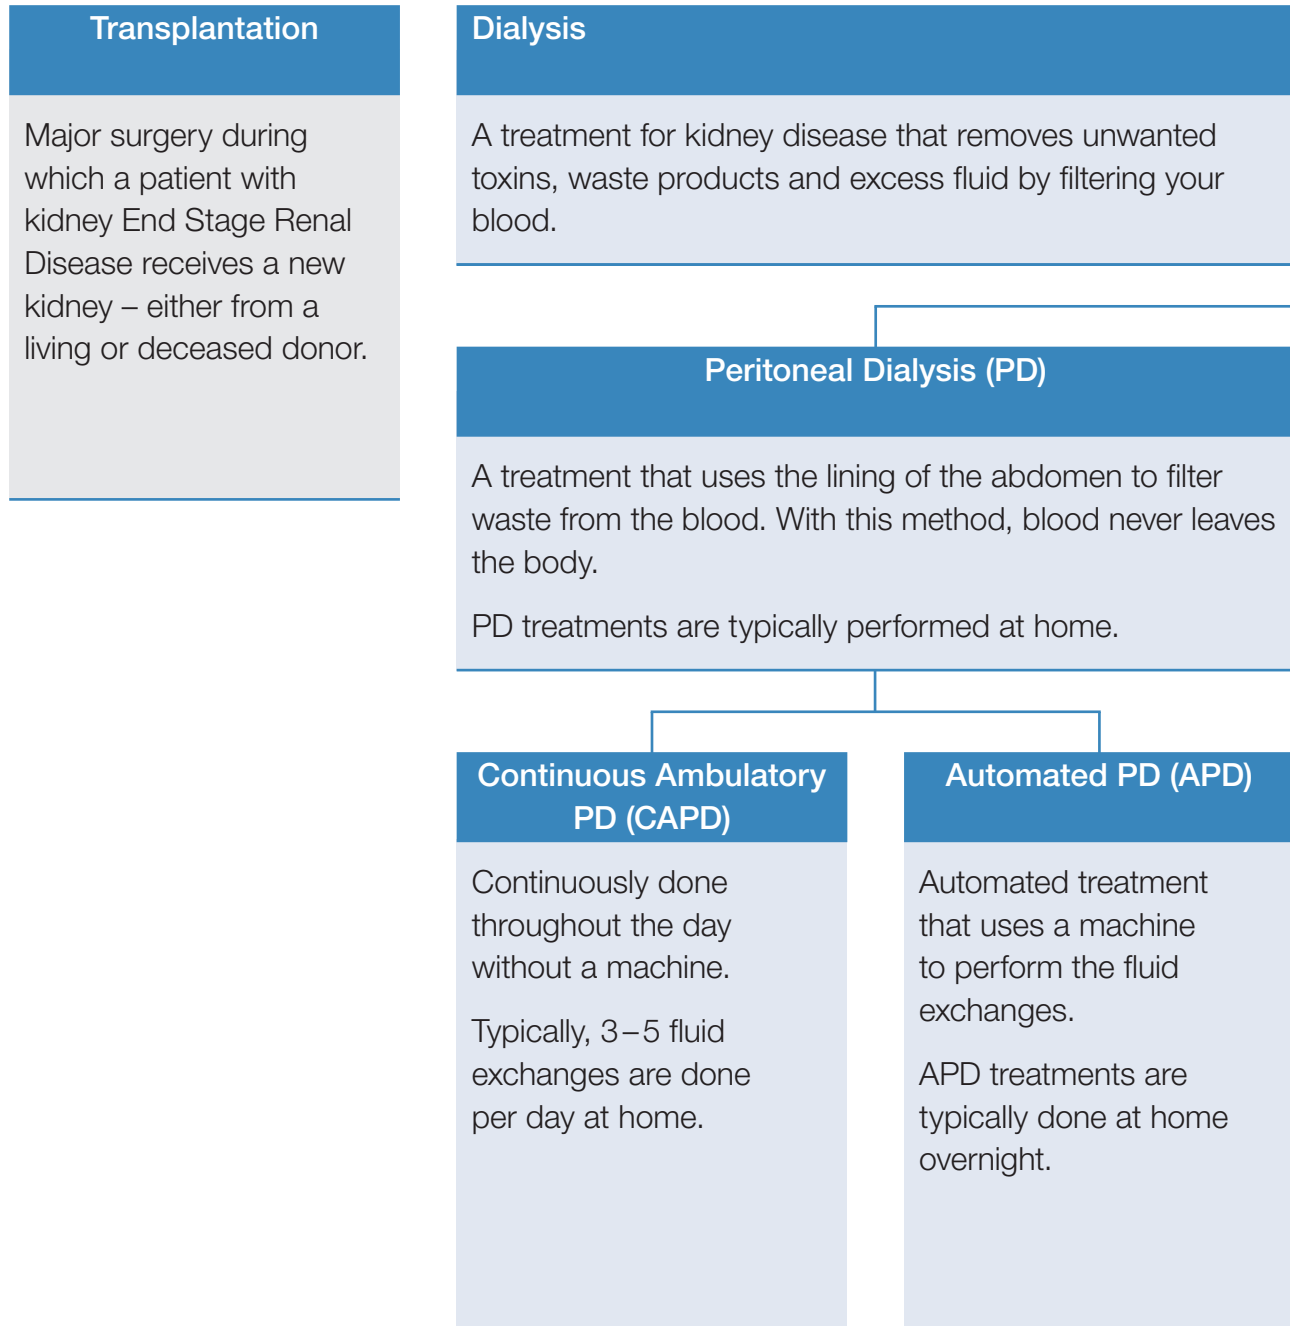 Transplantation
Major surgery during
which a patient with
kidney End Stage Renal
Disease receives a new
kidney – either from a
living or deceased donor.
Dialysis
A treatment for kidney disease that removes unwanted
toxins, waste products and excess fluid by filtering your
blood.
Peritoneal Dialysis (PD)
A treatment that uses the lining of the abdomen to filter
waste from the blood. With this method, blood never leaves
the body.
PD treatments are typically performed at home.
Continuous Ambulatory
PD (CAPD)
Continuously done
throughout the day
without a machine.
Typically, 3–5 fluid
exchanges are done
per day at home.
Automated PD (APD)
Automated treatment
that uses a machine
to perform the fluid
exchanges.
APD treatments are
typically done at home
overnight.